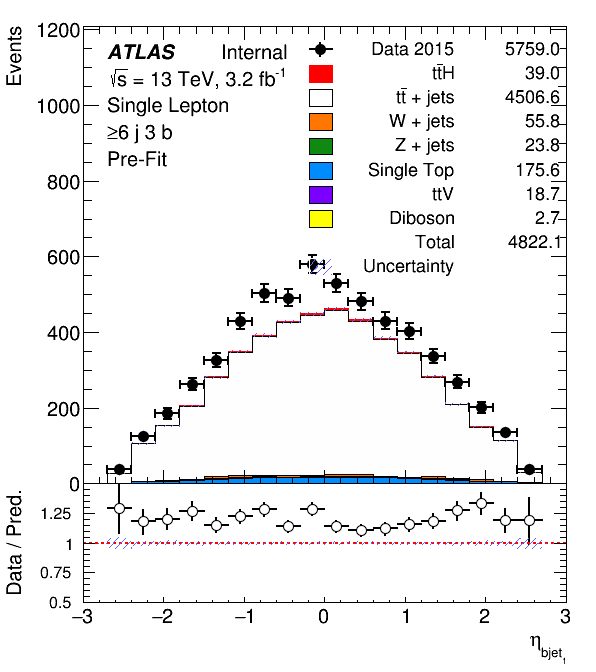 Events
1200
1000
800
600
400
200
0
ATLAS Internal
√s = 13 TeV, 3.2 fb⁻¹
Single Lepton
≥6 j 3 b
Pre-Fit
Data 2015 5759.0
tt̄H 39.0
tt̄ + jets 4506.6
W + jets 55.8
Z + jets 23.8
Single Top 175.6
ttV 18.7
Diboson 2.7
Total 4822.1
Uncertainty
Data / Pred.
1.25
1
0.75
0.5
−3 −2 −1 0 1 2 3
η_bjet₁